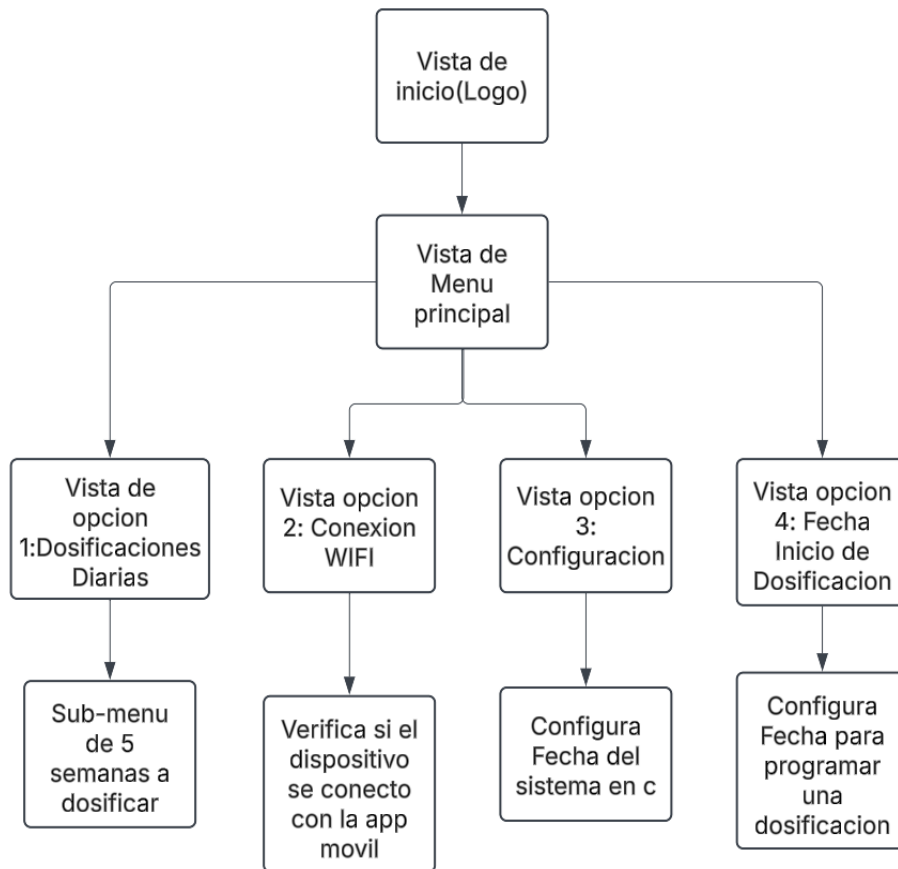 Vista de
inicio(Logo)
Vista de
Menu
principal
Vista de
opcion
1:Dosificaciones
Diarias
Vista opcion
2: Conexion
WIFI
Vista opcion
3:
Configuracion
Vista opcion
4: Fecha
Inicio de
Dosificacion
Sub-menu
de 5
semanas a
dosificar
Verifica si el
dispositivo
se conecto
con la app
movil
Configura
Fecha del
sistema en c
Configura
Fecha para
programar
una
dosificacion